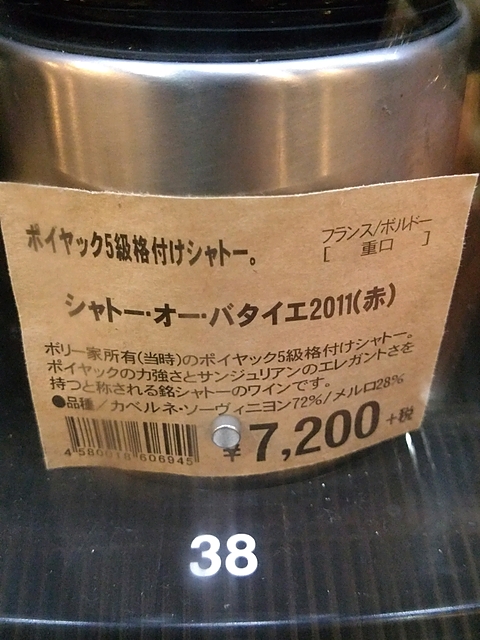 ポイヤック5級格付けシャトー。
フランス/ボルドー
[ 重口 ]
シャトー・オー・バタイエ2011(赤)
ボリー家所有(当時)のポイヤック5級格付けシャトー。
ポイヤックの力強さとサンジュリアンのエレガントさを
持つと称される銘シャトーのワインです。
●品種/カベルネ・ソーヴィニヨン72%/メルロ28%
¥7,200+税
4580018606945
38